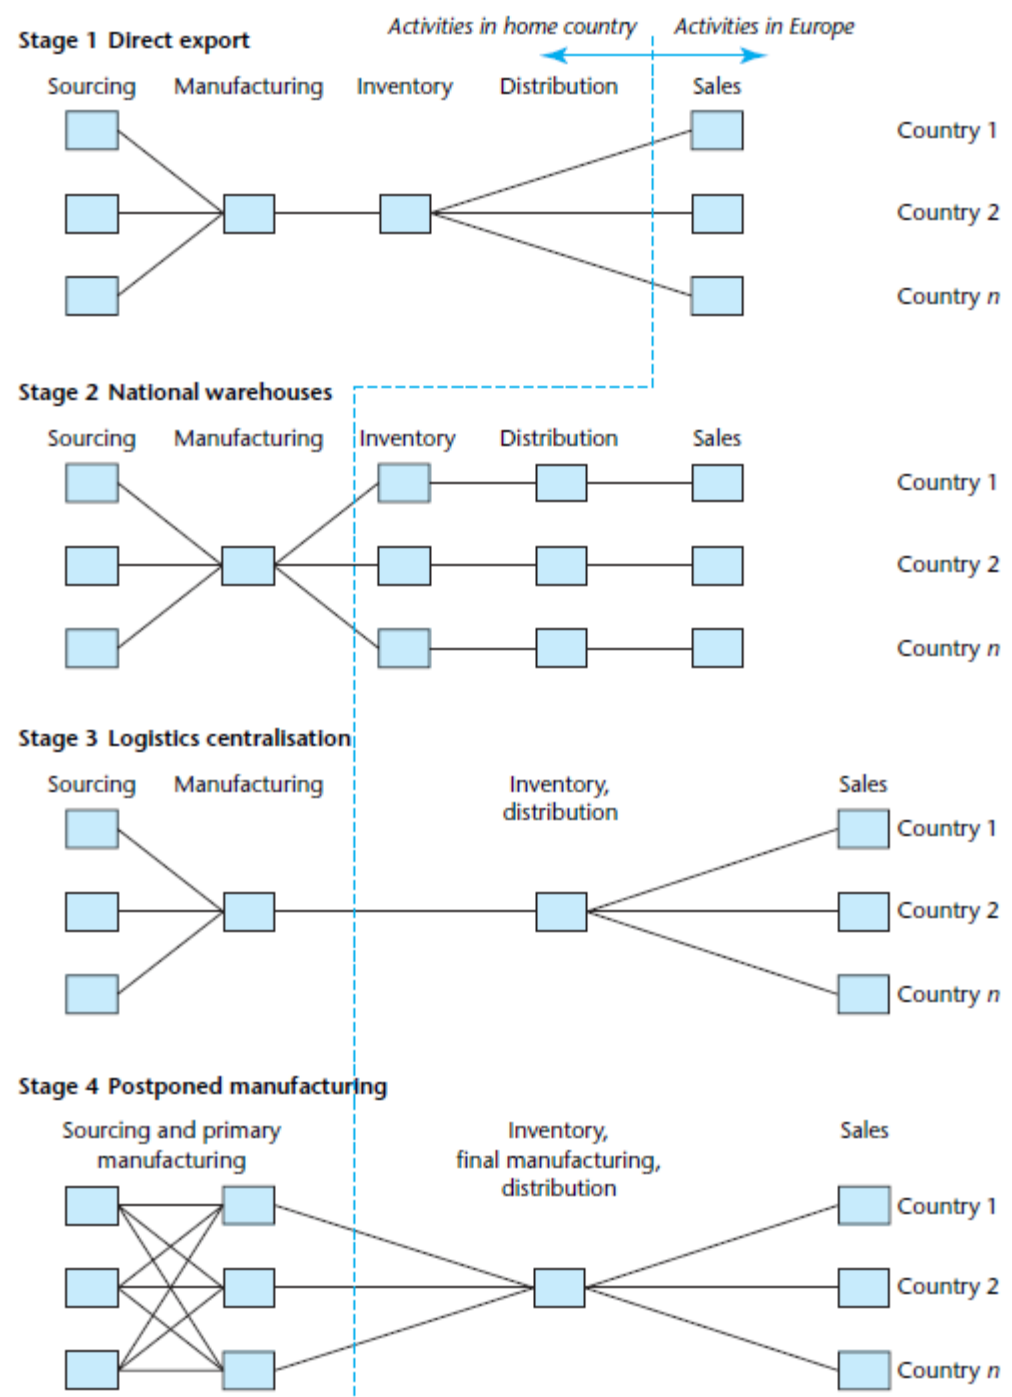 Activities in home country Activities in Europe
Stage 1 Direct export
Sourcing Manufacturing Inventory Distribution Sales
Country 1
Country 2
Country n
Stage 2 National warehouses
Sourcing Manufacturing Inventory Distribution Sales
Country 1
Country 2
Country n
Stage 3 Logistics centralisation
Sourcing Manufacturing Inventory, Sales
distribution
Country 1
Country 2
Country n
Stage 4 Postponed manufacturing
Sourcing and primary Inventory, Sales
manufacturing final manufacturing,
distribution
Country 1
Country 2
Country n